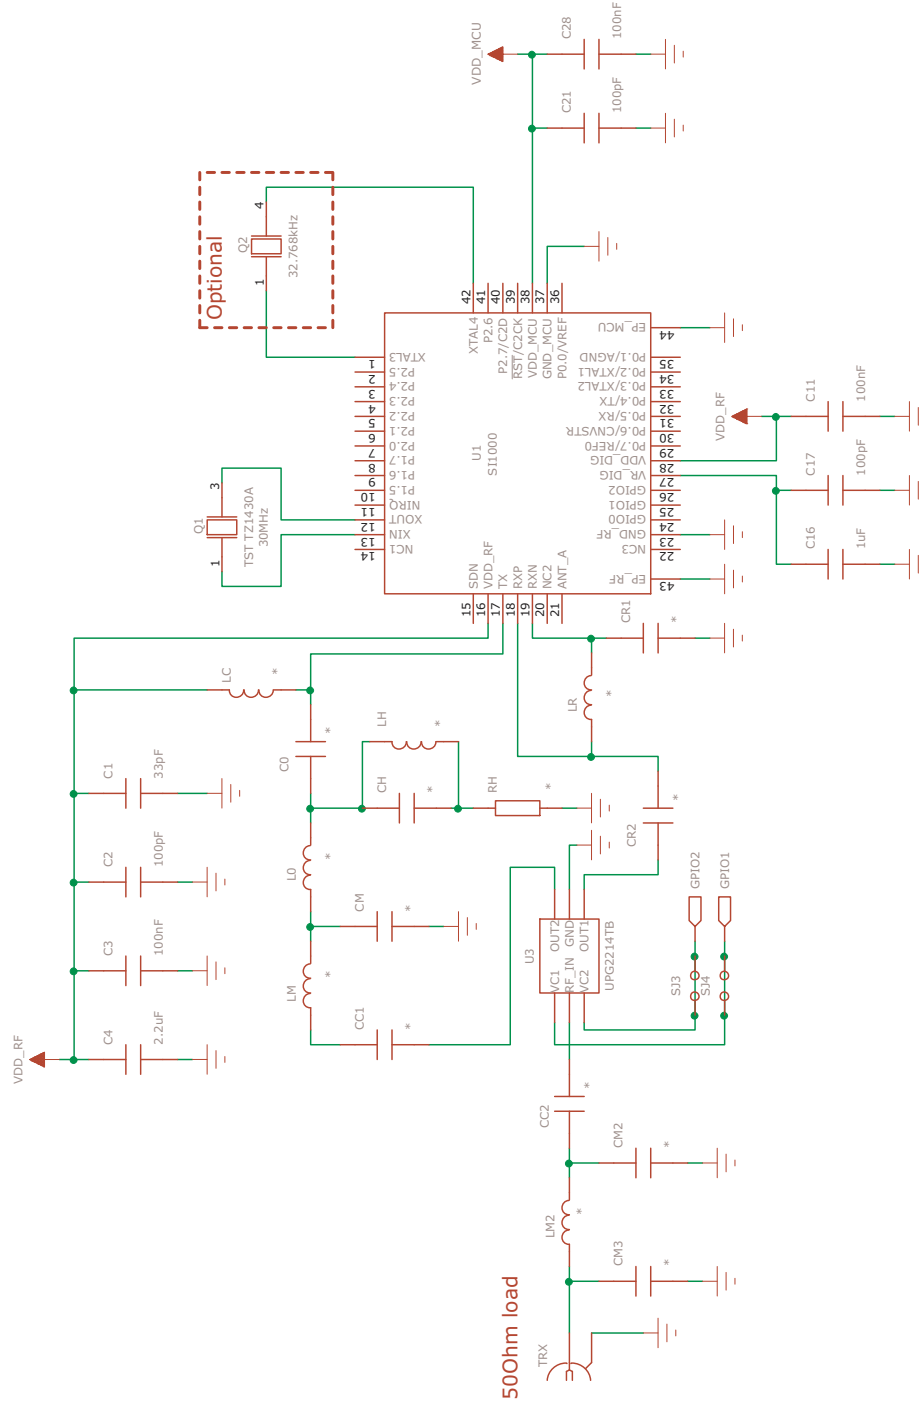 VDD_MCU
C28
100nF
C21
100pF
Optional
Q2
32.768kHz
4
1
42
41
40
39
38
37
36
XTAL4
P2.6
P2.7/C2D
RST/C2CK
VDD_MCU
GND_MCU
P0.0/VREF
XTAL3
P2.5
P2.4
P2.3
P2.2
P2.1
P2.0
P1.7
P1.6
P1.5
NIRQ
XOUT
XIN
NC1
1
2
3
4
5
6
7
8
9
10
11
12
13
14
U1
SI1000
EP_MCU
44
P0.1/AGND
P0.2/XTAL1
P0.3/XTAL2
P0.4/TX
P0.5/RX
P0.6/CNVSTR
P0.7/REF0
VDD_DIG
VR_DIG
GPIO2
GPIO1
GPIO0
GND_RF
NC3
35
34
33
32
31
30
29
28
27
26
25
24
23
22
EP_RF
43
VDD_RF
C11
100nF
C17
100pF
C16
1uF
Q1
TST TZ1430A
30MHz
3
1
SDN
VDD_RF
TX
RXP
RXN
NC2
ANT_A
15
16
17
18
19
20
21
CR1
*
LR
*
LC
*
C0
*
LH
*
CH
*
RH
*
CR2
*
C1
33pF
C2
100pF
C3
100nF
C4
2.2uF
VDD_RF
L0
*
CM
*
LM
*
CC1
*
U3
UPG2214TB
OUT2
GND
OUT1
VC1
RF_IN
VC2
GPIO2
GPIO1
SJ3
SJ4
CC2
*
CM2
*
LM2
*
CM3
*
50Ohm load
TRX